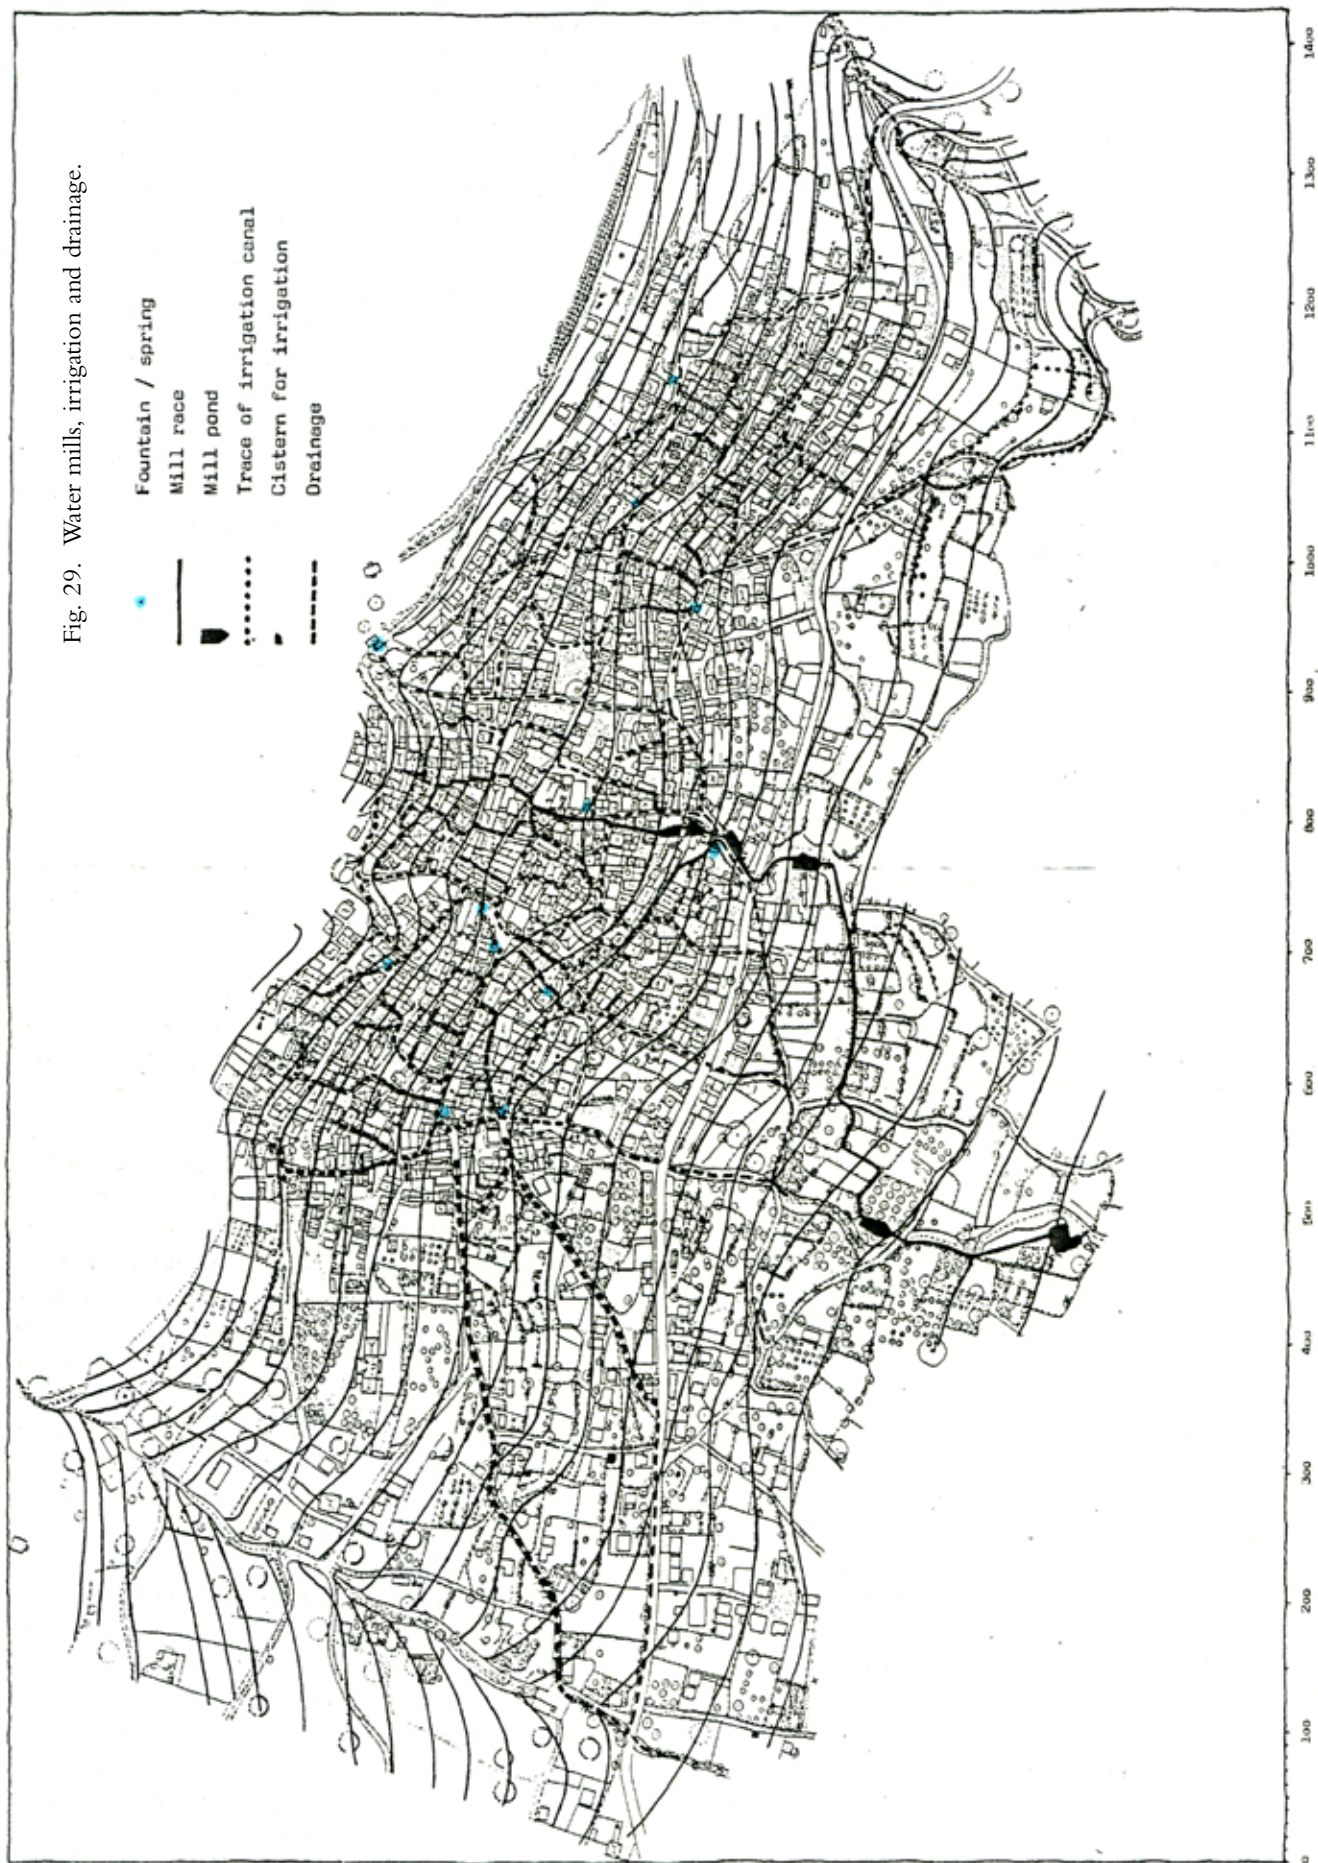 Fig. 29. Water mills, irrigation and drainage.
Fountain / spring
Mill race
Mill pond
Trace of irrigation canal
Cistern for irrigation
Drainage
0
100
200
300
400
500
600
700
800
900
1000
1100
1200
1300
1400